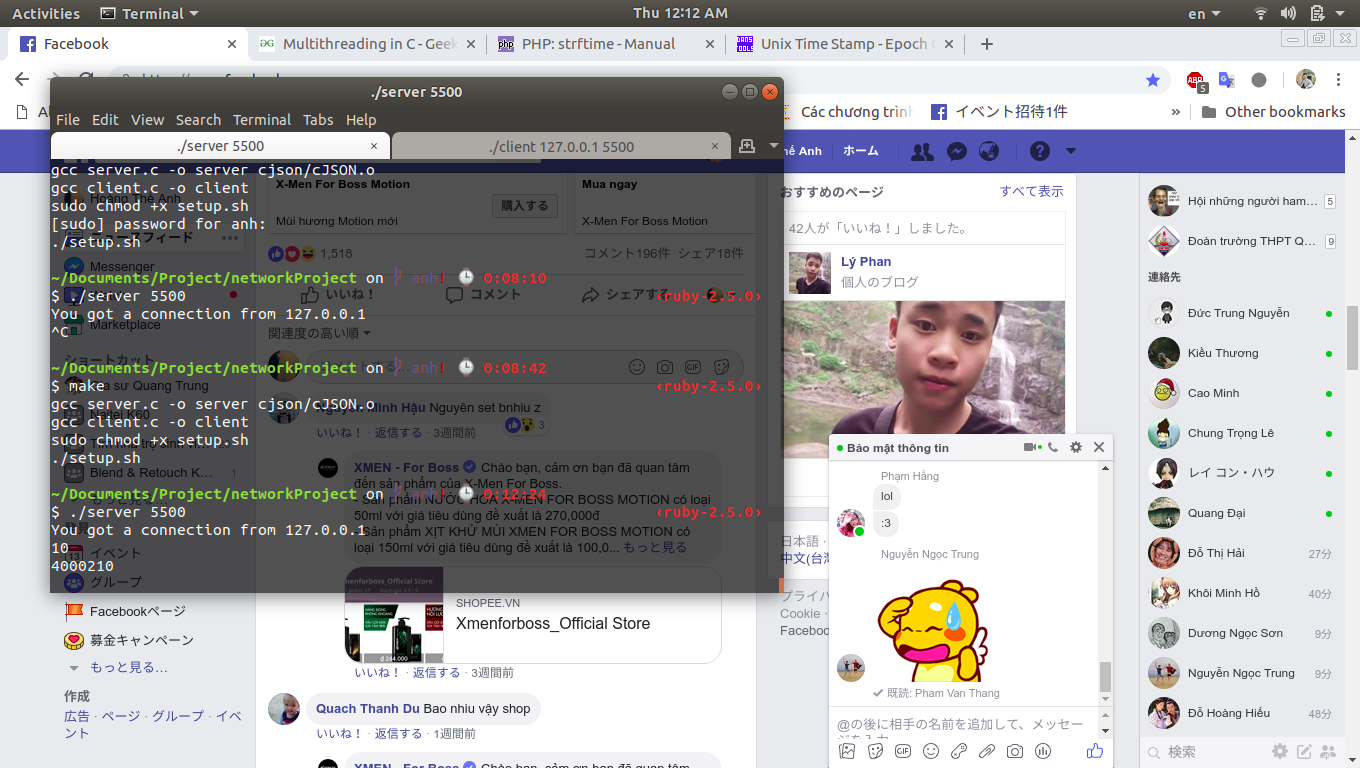 Activities
Terminal
Thu 12:12 AM
en
Facebook
Multithreading in C - Geek
PHP: strftime - Manual
Unix Time Stamp - Epoch
ABP
5
Các chương trình
イベント招待1件
»
Other bookmarks
./server 5500
File Edit View Search Terminal Tabs Help
./server 5500
./client 127.0.0.1 5500
gcc server.c -o server cjson/cJSON.o
gcc client.c -o client
sudo chmod +x setup.sh
[sudo] password for anh:
./setup.sh
~/Documents/Project/networkProject on anh! 0:08:10
$ ./server 5500
‹ruby-2.5.0›
You got a connection from 127.0.0.1
^C
~/Documents/Project/networkProject on anh! 0:08:42
$ make
‹ruby-2.5.0›
gcc server.c -o server cjson/cJSON.o
gcc client.c -o client
sudo chmod +x setup.sh
./setup.sh
~/Documents/Project/networkProject on anh! 0:12:24
$ ./server 5500
‹ruby-2.5.0›
You got a connection from 127.0.0.1
10
4000210
Hoàng Thế Anh
ニュースフィード
Messenger
Marketplace
ショートカット
Blend & Retouch K...
1
イベント
グループ
Facebookページ
募金キャンペーン
もっと見る...
作成
広告 · ページ · グループ · イベ
ント
X-Men For Boss Motion
Mùi hương Motion mới
購入する
Mua ngay
X-Men For Boss Motion
1,518
コメント196件 シェア18件
いいね！
コメント
シェアする
関連度の高い順
Nguyễn Minh Hậu Nguyên set bnhiu z
3
いいね！ · 返信する · 3週間前
XMEN - For Boss Chào bạn, cảm ơn bạn đã quan tâm
đến sản phẩm của X-Men For Boss.
- Sản phẩm NƯỚC HOA X-MEN FOR BOSS MOTION có loại
50ml với giá tiêu dùng đề xuất là 270,000đ
- Sản phẩm XỊT KHỬ MÙI XMEN FOR BOSS MOTION có
loại 150ml với giá tiêu dùng đề xuất là 100,0... もっと見る
xmenforboss_Official Store
₫ 244.000
SHOPEE.VN
Xmenforboss_Official Store
いいね！ · 返信する · 3週間前
Quach Thanh Du Bao nhiu vậy shop
いいね！ · 返信する · 1週間前
XMEN - For Boss Chào bạn, cảm ơn bạn đã quan tâm
hế Anh
ホーム
おすすめのページ
すべて表示
42人が「いいね！」しました。
Lý Phan
個人のブログ
日本語 ·
中文(台灣
プライバ
Cookie ·
Facebook
Bảo mật thông tin
Phạm Hằng
lol
:3
Nguyễn Ngọc Trung
既読: Pham Van Thang
@の後に相手の名前を追加して、メッセー
ジを入力...
GIF
Hội những người ham...
5
Đoàn trường THPT Q...
9
連絡先
Đức Trung Nguyễn
Kiều Thương
Cao Minh
Chung Trọng Lê
レイ コン・ハウ
Quang Đại
Đỗ Thị Hải
27分
Khôi Minh Hồ
40分
Dương Ngọc Sơn
9分
Nguyễn Ngọc Trung
9分
Đỗ Hoàng Hiếu
48分
検索